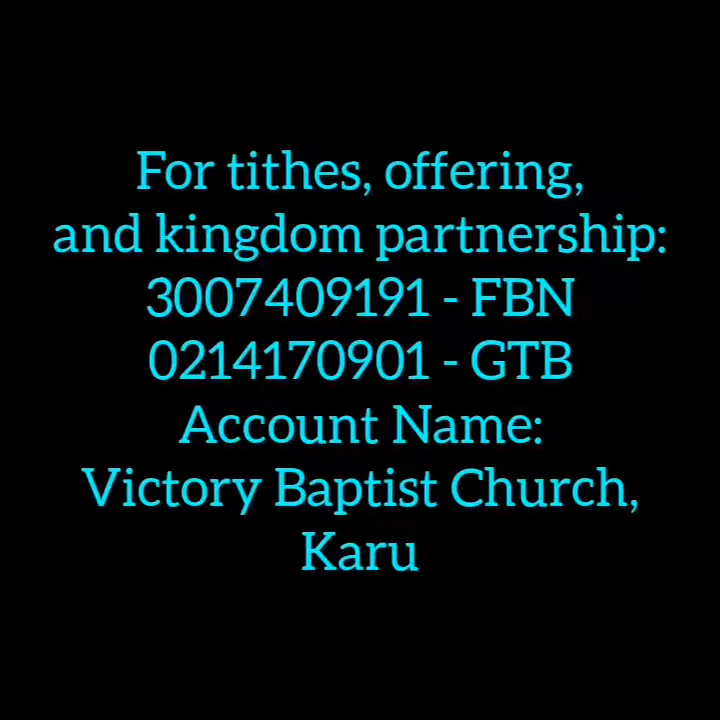 For tithes, offering,
and kingdom partnership:
3007409191 - FBN
0214170901 - GTB
Account Name:
Victory Baptist Church,
Karu